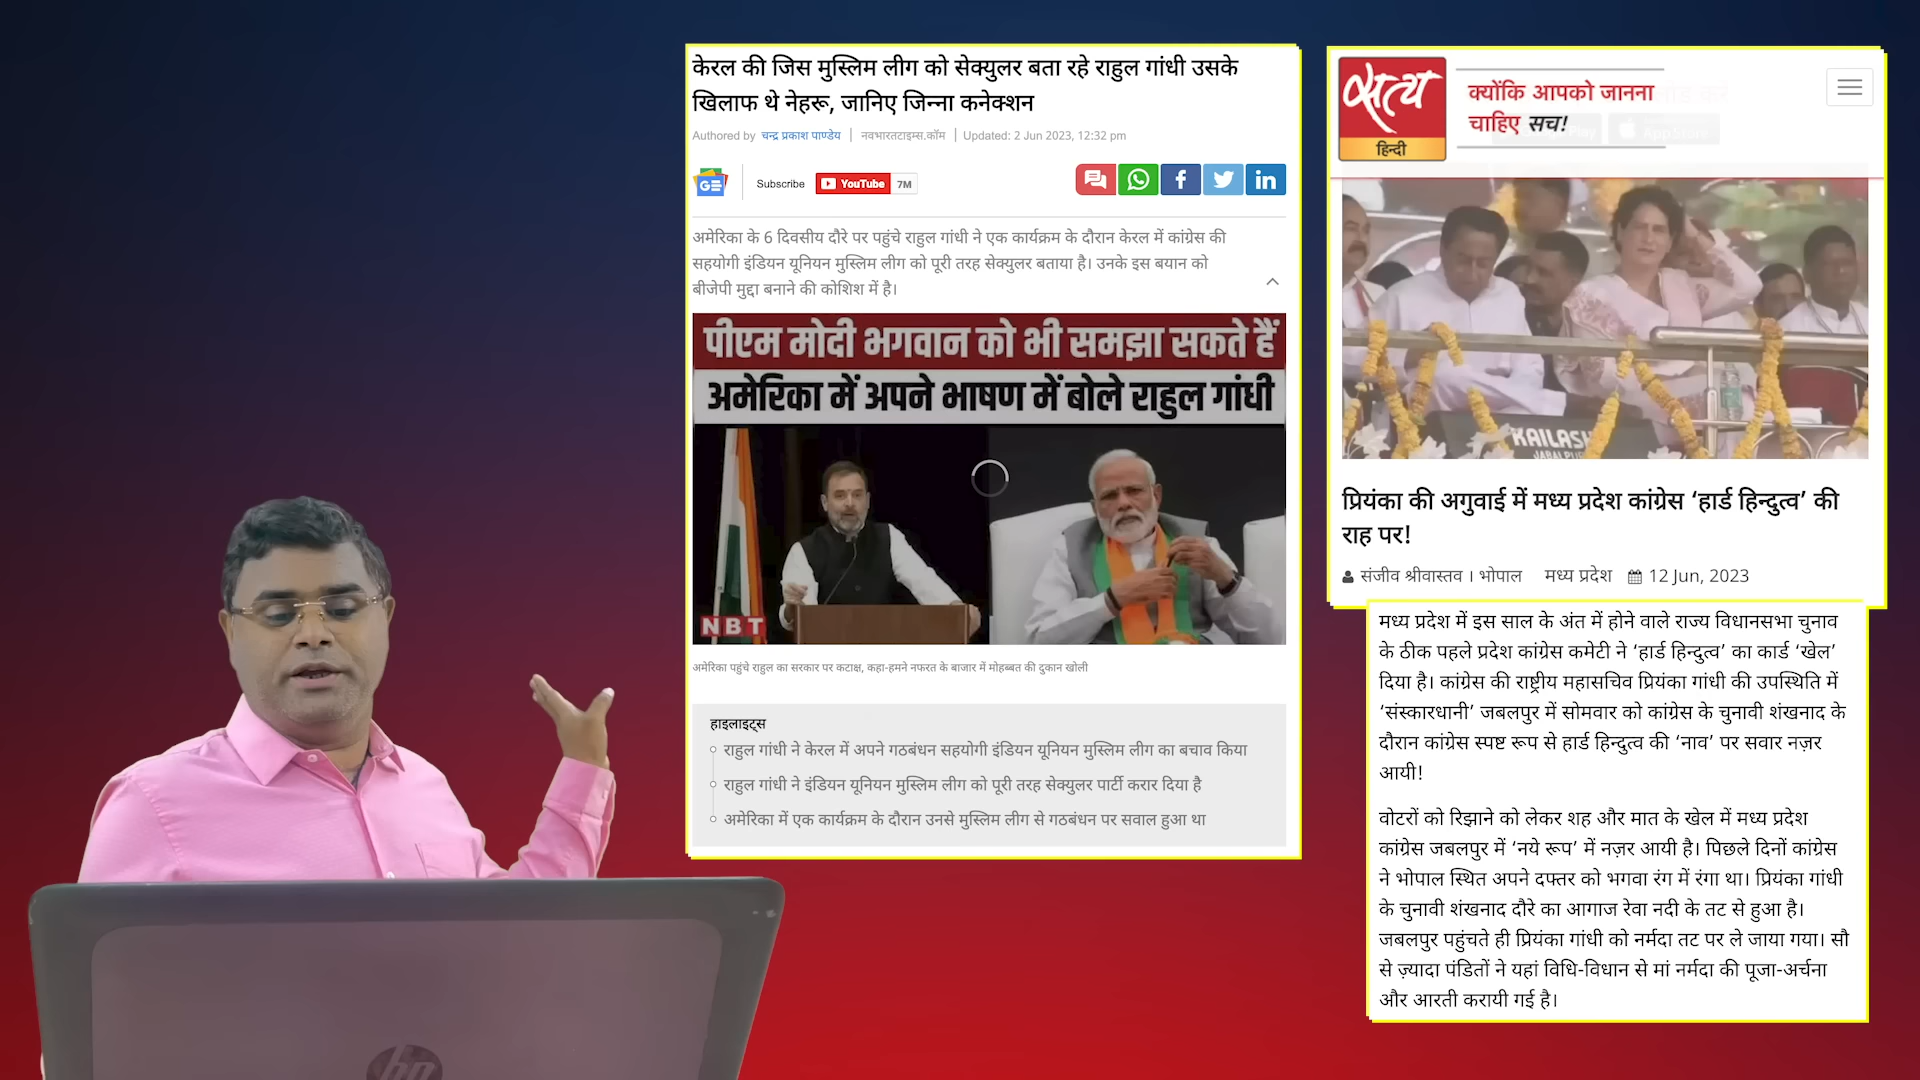 केरल की जिस मुस्लिम लीग को सेक्युलर बता रहे राहुल गांधी उसके
खिलाफ थे नेहरू, जानिए जिन्ना कनेक्शन
Authored by चन्द्र प्रकाश पाण्डेय | नवभारतटाइम्स.कॉम | Updated: 2 Jun 2023, 12:32 pm
GE Subscribe YouTube 7M
अमेरिका के 6 दिवसीय दौरे पर पहुंचे राहुल गांधी ने एक कार्यक्रम के दौरान केरल में कांग्रेस की
सहयोगी इंडियन यूनियन मुस्लिम लीग को पूरी तरह सेक्युलर बताया है। उनके इस बयान को
बीजेपी मुद्दा बनाने की कोशिश में है।
पीएम मोदी भगवान को भी समझा सकते हैं
अमेरिका में अपने भाषण में बोले राहुल गांधी
NBT
अमेरिका पहुंचे राहुल का सरकार पर कटाक्ष, कहा-हमने नफरत के बाजार में मोहब्बत की दुकान खोली
हाइलाइट्स
राहुल गांधी ने केरल में अपने गठबंधन सहयोगी इंडियन यूनियन मुस्लिम लीग का बचाव किया
राहुल गांधी ने इंडियन यूनियन मुस्लिम लीग को पूरी तरह सेक्युलर पार्टी करार दिया है
अमेरिका में एक कार्यक्रम के दौरान उनसे मुस्लिम लीग से गठबंधन पर सवाल हुआ था
सत्य
हिन्दी
क्योंकि आपको जानना
चाहिए सच!
App Store
KAILASH
JABALPUR
प्रियंका की अगुवाई में मध्य प्रदेश कांग्रेस ‘हार्ड हिन्दुत्व’ की
राह पर!
संजीव श्रीवास्तव । भोपाल मध्य प्रदेश 12 Jun, 2023
मध्य प्रदेश में इस साल के अंत में होने वाले राज्य विधानसभा चुनाव
के ठीक पहले प्रदेश कांग्रेस कमेटी ने ‘हार्ड हिन्दुत्व’ का कार्ड ‘खेल’
दिया है। कांग्रेस की राष्ट्रीय महासचिव प्रियंका गांधी की उपस्थिति में
‘संस्कारधानी’ जबलपुर में सोमवार को कांग्रेस के चुनावी शंखनाद के
दौरान कांग्रेस स्पष्ट रूप से हार्ड हिन्दुत्व की ‘नाव’ पर सवार नज़र
आयी!
वोटरों को रिझाने को लेकर शह और मात के खेल में मध्य प्रदेश
कांग्रेस जबलपुर में ‘नये रूप’ में नज़र आयी है। पिछले दिनों कांग्रेस
ने भोपाल स्थित अपने दफ्तर को भगवा रंग में रंगा था। प्रियंका गांधी
के चुनावी शंखनाद दौरे का आगाज रेवा नदी के तट से हुआ है।
जबलपुर पहुंचते ही प्रियंका गांधी को नर्मदा तट पर ले जाया गया। सौ
से ज़्यादा पंडितों ने यहां विधि-विधान से मां नर्मदा की पूजा-अर्चना
और आरती करायी गई है।
hp